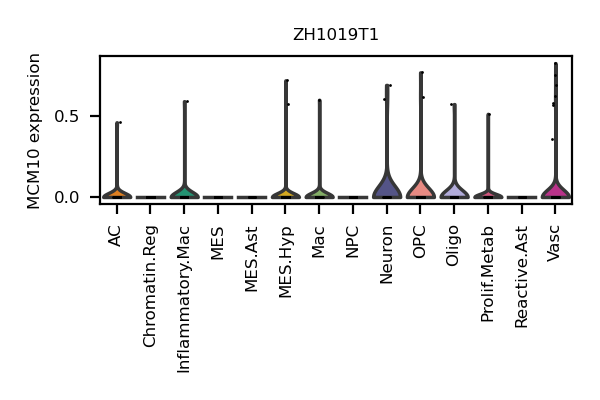 ZH1019T1
MCM10 expression
0.5
0.0
AC
Chromatin.Reg
Inflammatory.Mac
MES
MES.Ast
MES.Hyp
Mac
NPC
Neuron
OPC
Oligo
Prolif.Metab
Reactive.Ast
Vasc